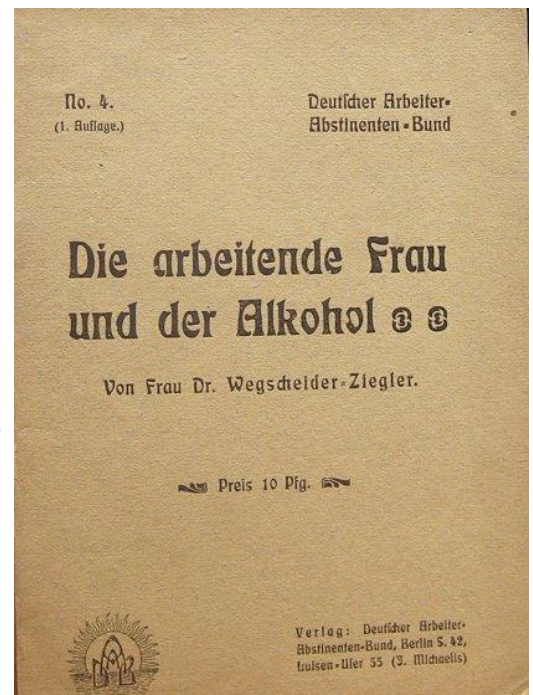 No. 4.
(1. Auflage.)
Deutscher Arbeiter-
Abstinenten-Bund
Die arbeitende Frau
und der Alkohol
Von Frau Dr. Wegscheider-Ziegler.
Preis 10 Pfg.
Verlag: Deutscher Arbeiter-
Abstinenten-Bund, Berlin S. 42,
Luisen-Ufer 55 (J. Michaelis)